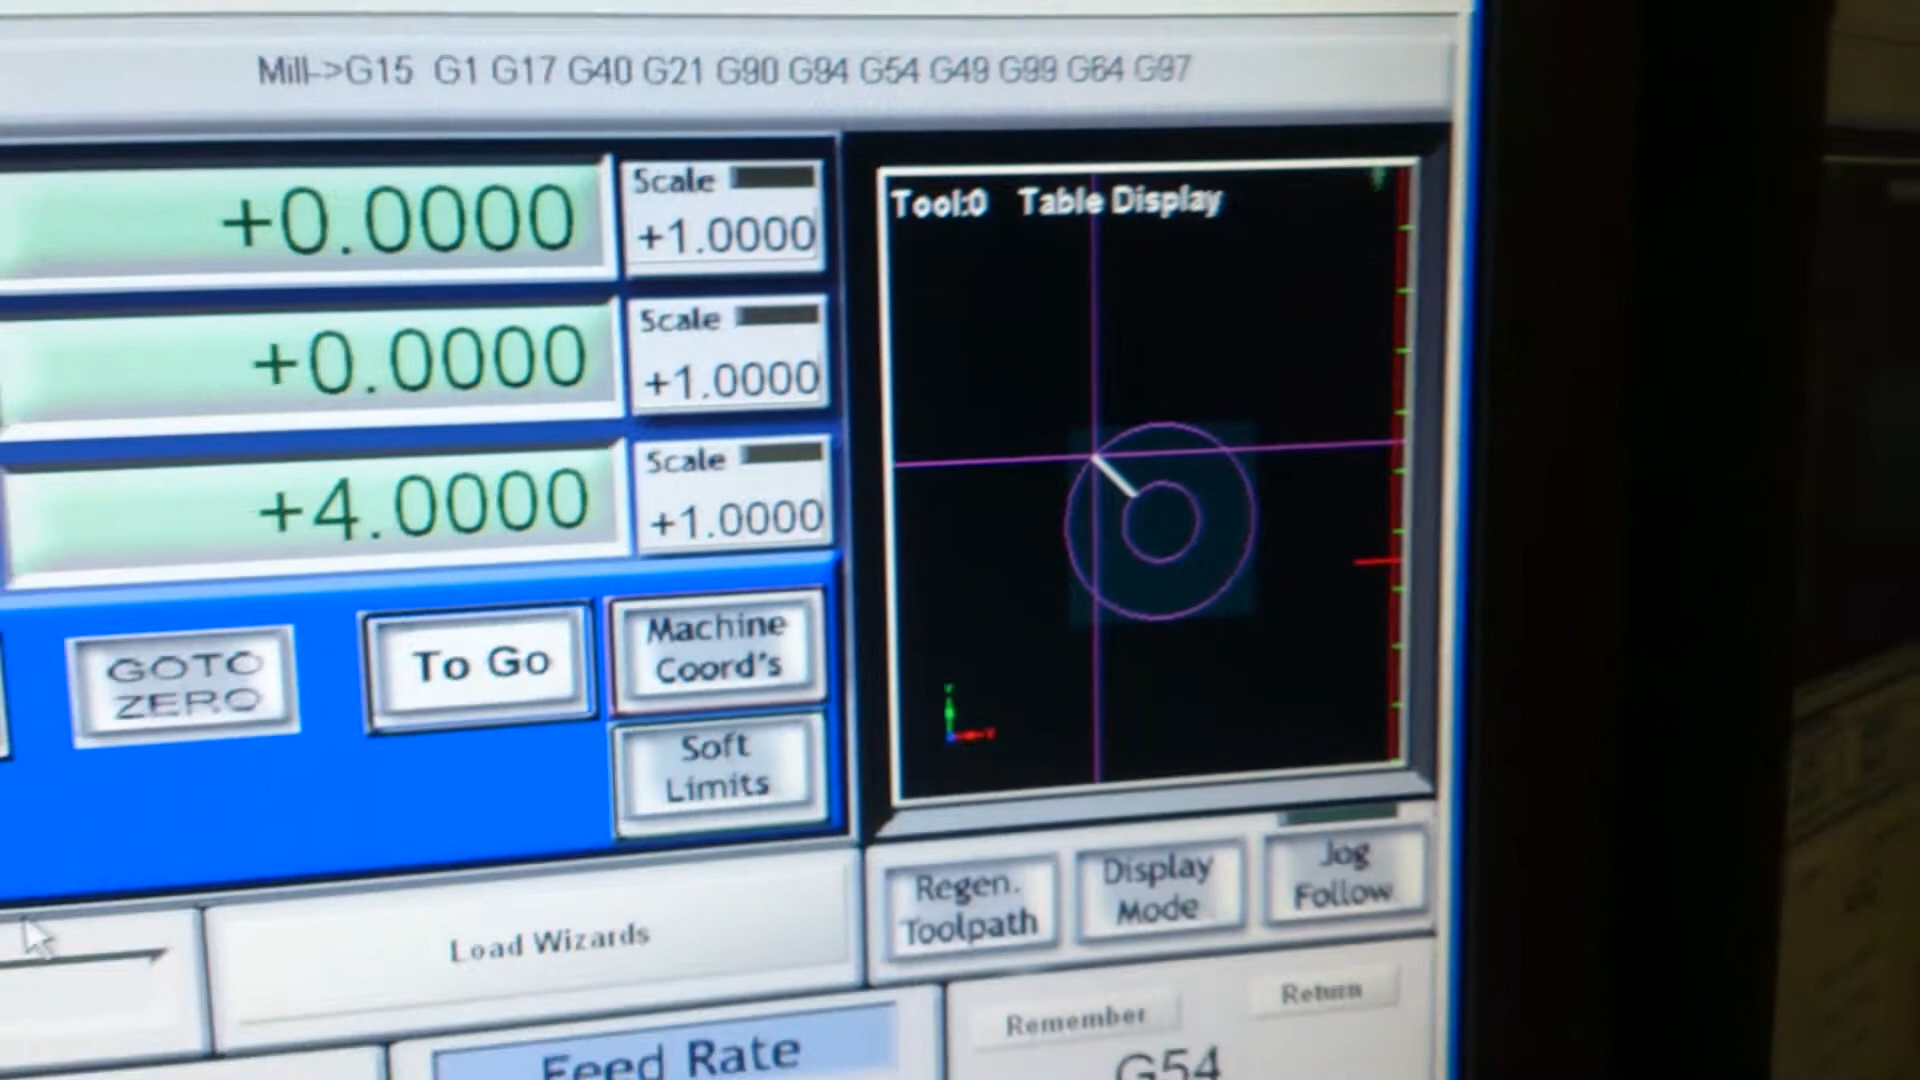 Mill->G15 G1 G17 G40 G21 G90 G94 G54 G49 G99 G64 G97
+0.0000
Scale
+1.0000
+0.0000
Scale
+1.0000
+4.0000
Scale
+1.0000
Tool:0 Table Display
GOTO
ZERO
To Go
Machine
Coord's
Soft
Limits
Load Wizards
Regen.
Toolpath
Display
Mode
Jog
Follow
Feed Rate
Remember
Return
G54